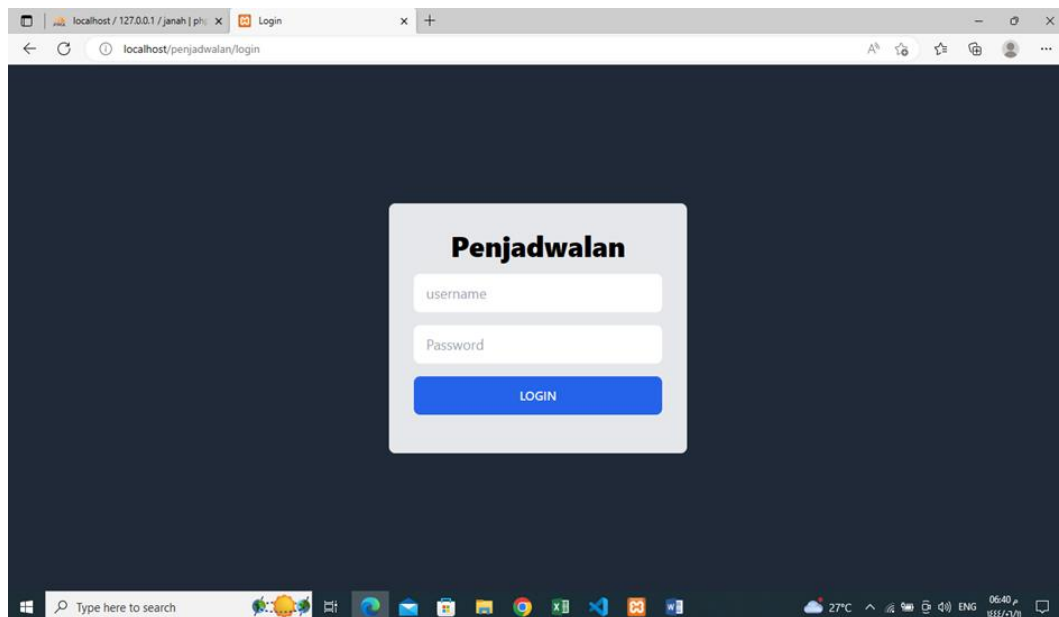 localhost / 127.0.0.1 / janah | ph
Login
localhost/penjadwalan/login
Penjadwalan
username
Password
LOGIN
Type here to search
27°C
ENG
06:40 م